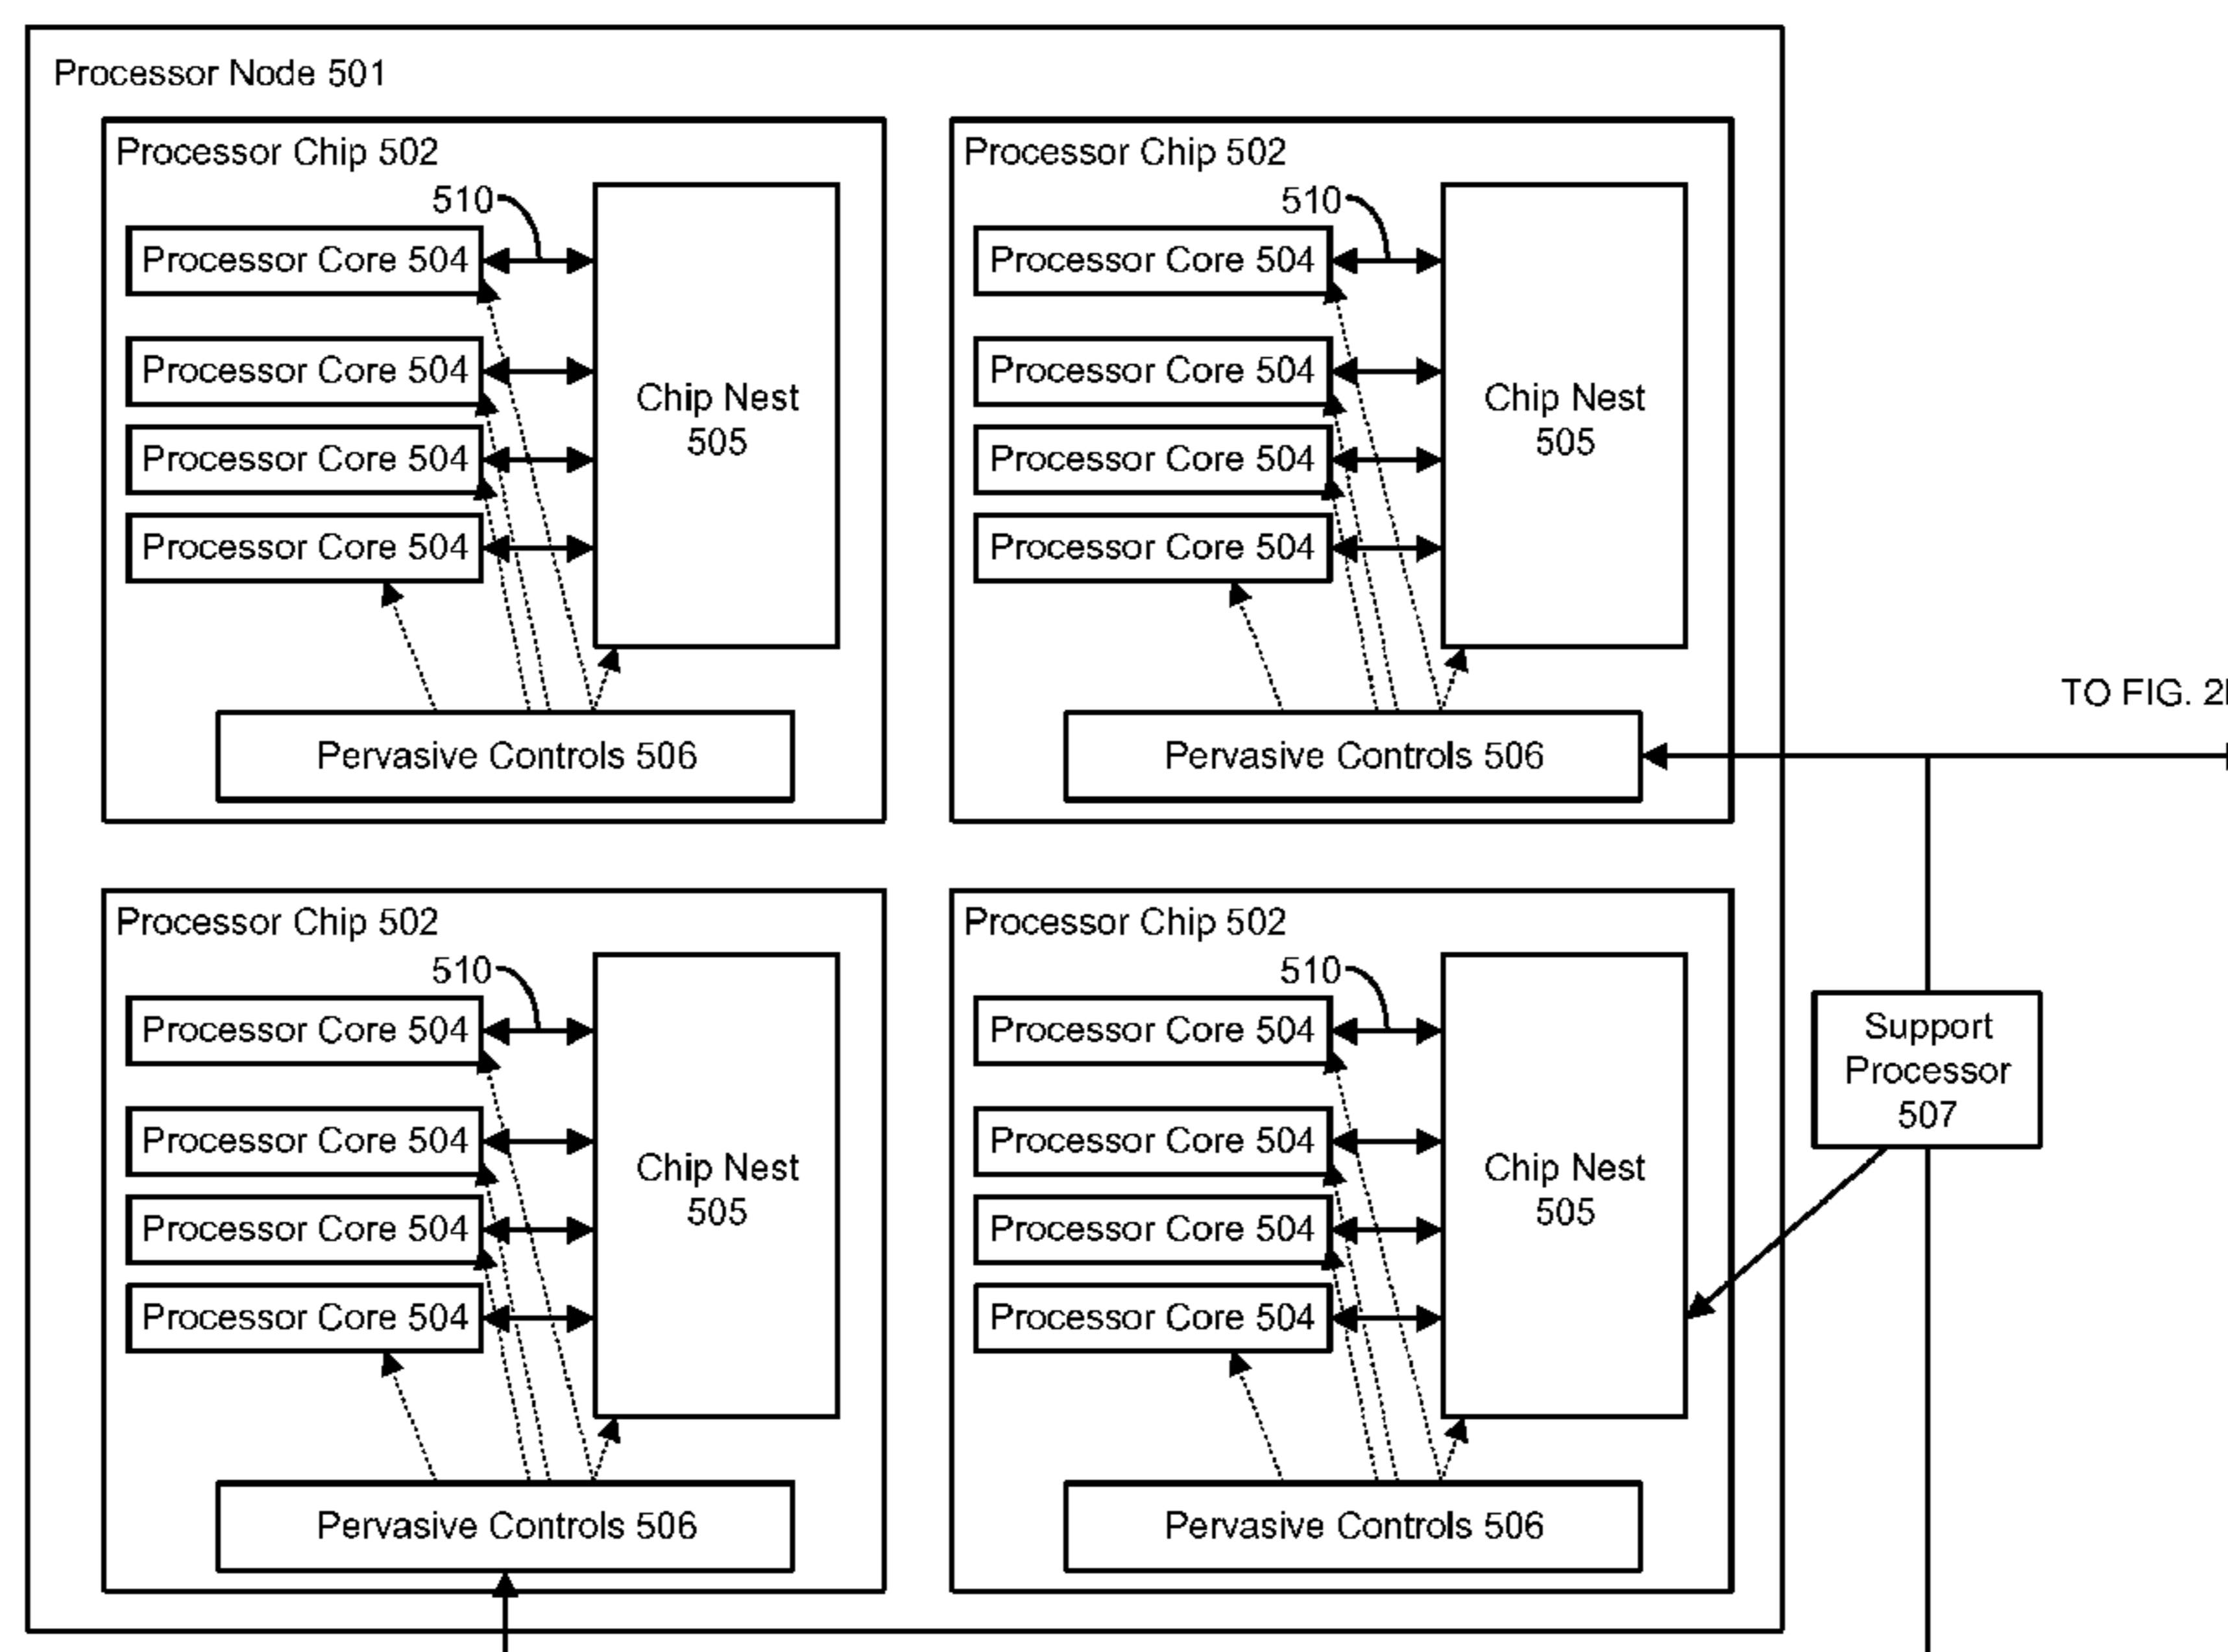 Processor Node 501
Processor Chip 502
510
Processor Core 504
Processor Core 504
Processor Core 504
Processor Core 504
Chip Nest
505
Pervasive Controls 506
Processor Chip 502
510
Processor Core 504
Processor Core 504
Processor Core 504
Processor Core 504
Chip Nest
505
Pervasive Controls 506
TO FIG.
Processor Chip 502
510
Processor Core 504
Processor Core 504
Processor Core 504
Processor Core 504
Chip Nest
505
Pervasive Controls 506
Processor Chip 502
510
Processor Core 504
Processor Core 504
Processor Core 504
Processor Core 504
Chip Nest
505
Pervasive Controls 506
Support
Processor
507